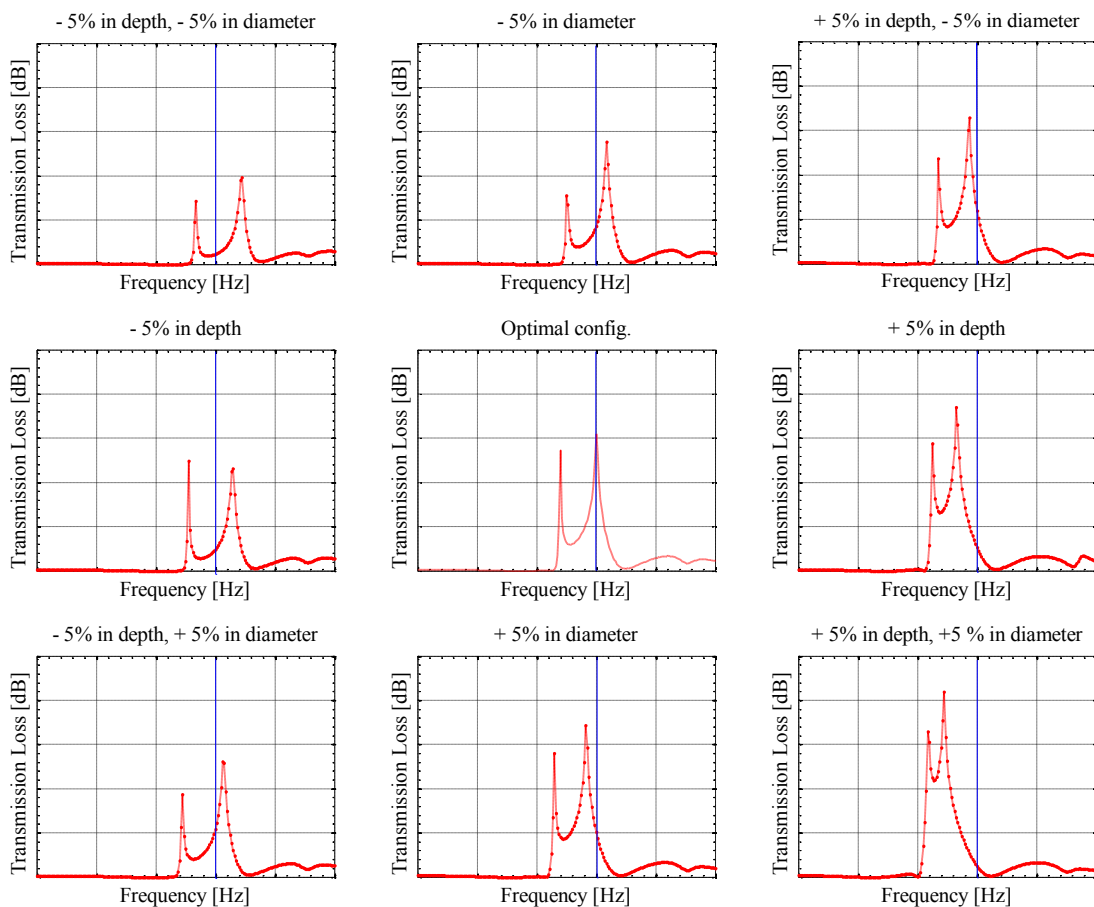 - 5% in depth, - 5% in diameter
Transmission Loss [dB]
Frequency [Hz]
- 5% in diameter
Transmission Loss [dB]
Frequency [Hz]
+ 5% in depth, - 5% in diameter
Transmission Loss [dB]
Frequency [Hz]
- 5% in depth
Transmission Loss [dB]
Frequency [Hz]
Optimal config.
Transmission Loss [dB]
Frequency [Hz]
+ 5% in depth
Transmission Loss [dB]
Frequency [Hz]
- 5% in depth, + 5% in diameter
Transmission Loss [dB]
Frequency [Hz]
+ 5% in diameter
Transmission Loss [dB]
Frequency [Hz]
+ 5% in depth, +5 % in diameter
Transmission Loss [dB]
Frequency [Hz]